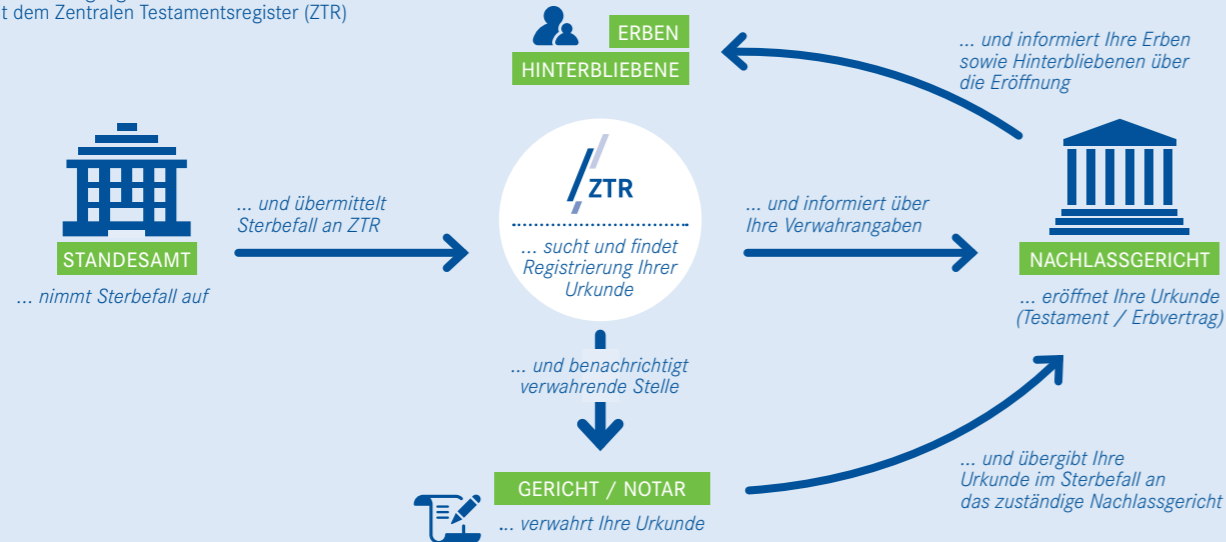 t dem Zentralen Testamentsregister (ZTR)
ERBEN
HINTERBLIEBENE
... und informiert Ihre Erben
sowie Hinterbliebenen über
die Eröffnung
STANDESAMT
... nimmt Sterbefall auf
... und übermittelt
Sterbefall an ZTR
ZTR
... sucht und findet
Registrierung Ihrer
Urkunde
... und informiert über
Ihre Verwahrangaben
NACHLASSGERICHT
... eröffnet Ihre Urkunde
(Testament / Erbvertrag)
... und benachrichtigt
verwahrende Stelle
GERICHT / NOTAR
... verwahrt Ihre Urkunde
... und übergibt Ihre
Urkunde im Sterbefall an
das zuständige Nachlassgericht